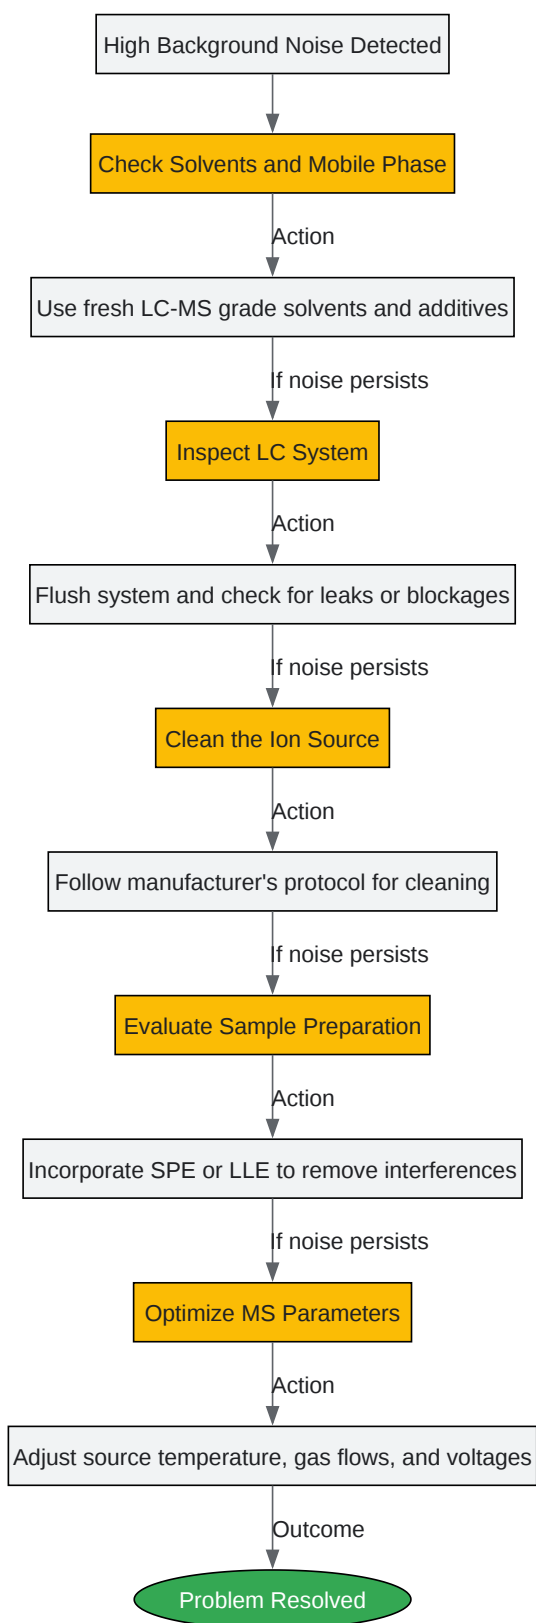 High Background Noise Detected
Check Solvents and Mobile Phase
Action
Use fresh LC-MS grade solvents and additives
If noise persists
Inspect LC System
Action
Flush system and check for leaks or blockages
If noise persists
Clean the Ion Source
Action
Follow manufacturer's protocol for cleaning
If noise persists
Evaluate Sample Preparation
Action
Incorporate SPE or LLE to remove interferences
If noise persists
Optimize MS Parameters
Action
Adjust source temperature, gas flows, and voltages
Outcome
Problem Resolved